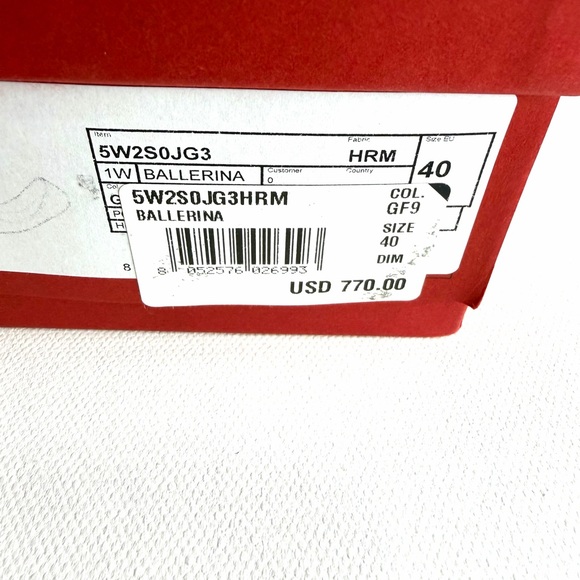 Item Fabric Size EU
5W2S0JG3 HRM 40
1W BALLERINA Customer Country
0
5W2S0JG3HRM COL.
BALLERINA GF9
SIZE
40
DIM
8 052576 026993
USD 770.00